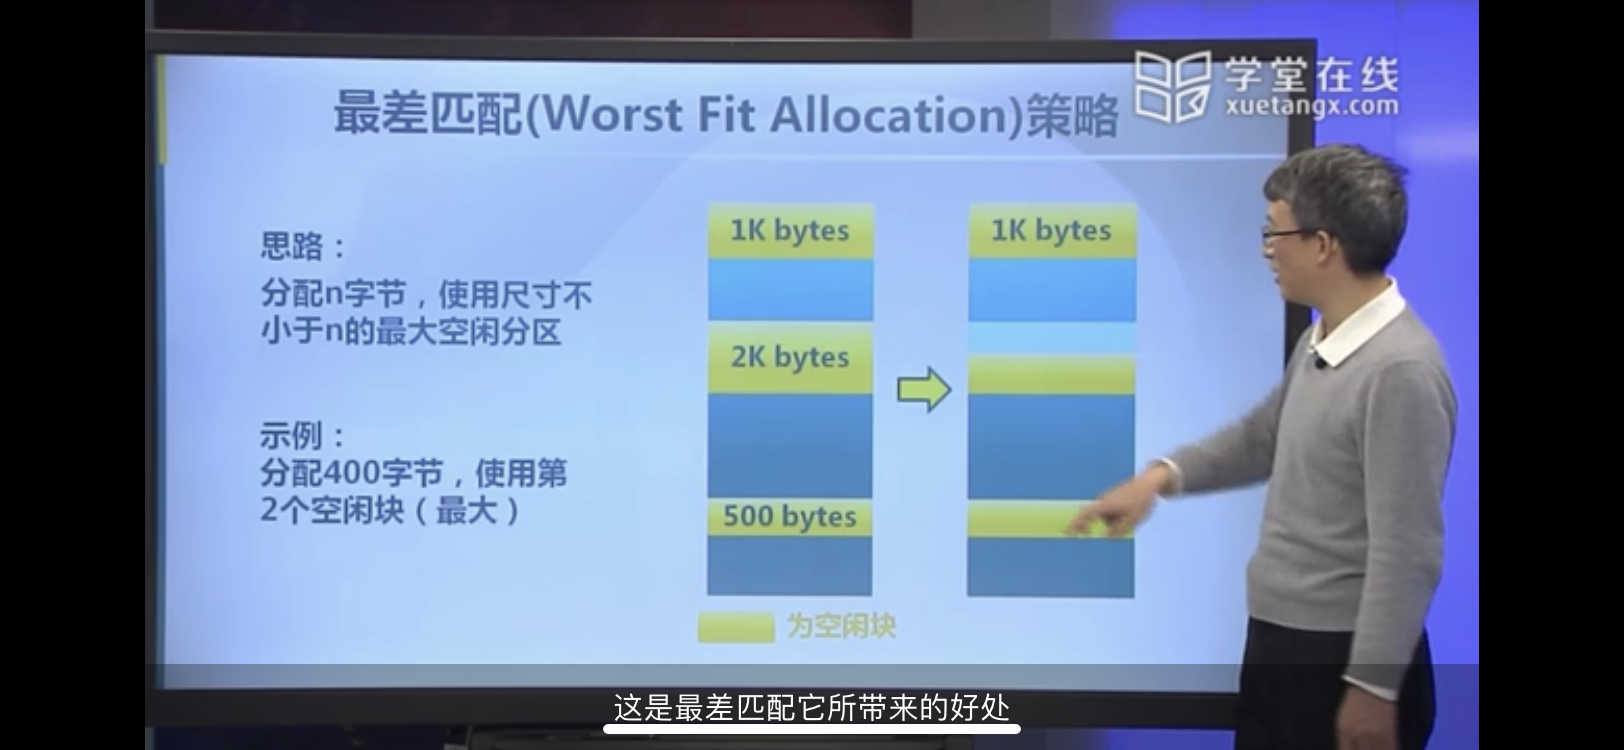 学堂在线
xuetangx.com
最差匹配(Worst Fit Allocation)策略
思路：
分配n字节，使用尺寸不
小于n的最大空闲分区
示例：
分配400字节，使用第
2个空闲块（最大）
1K bytes
2K bytes
500 bytes
1K bytes
为空闲块
这是最差匹配它所带来的好处